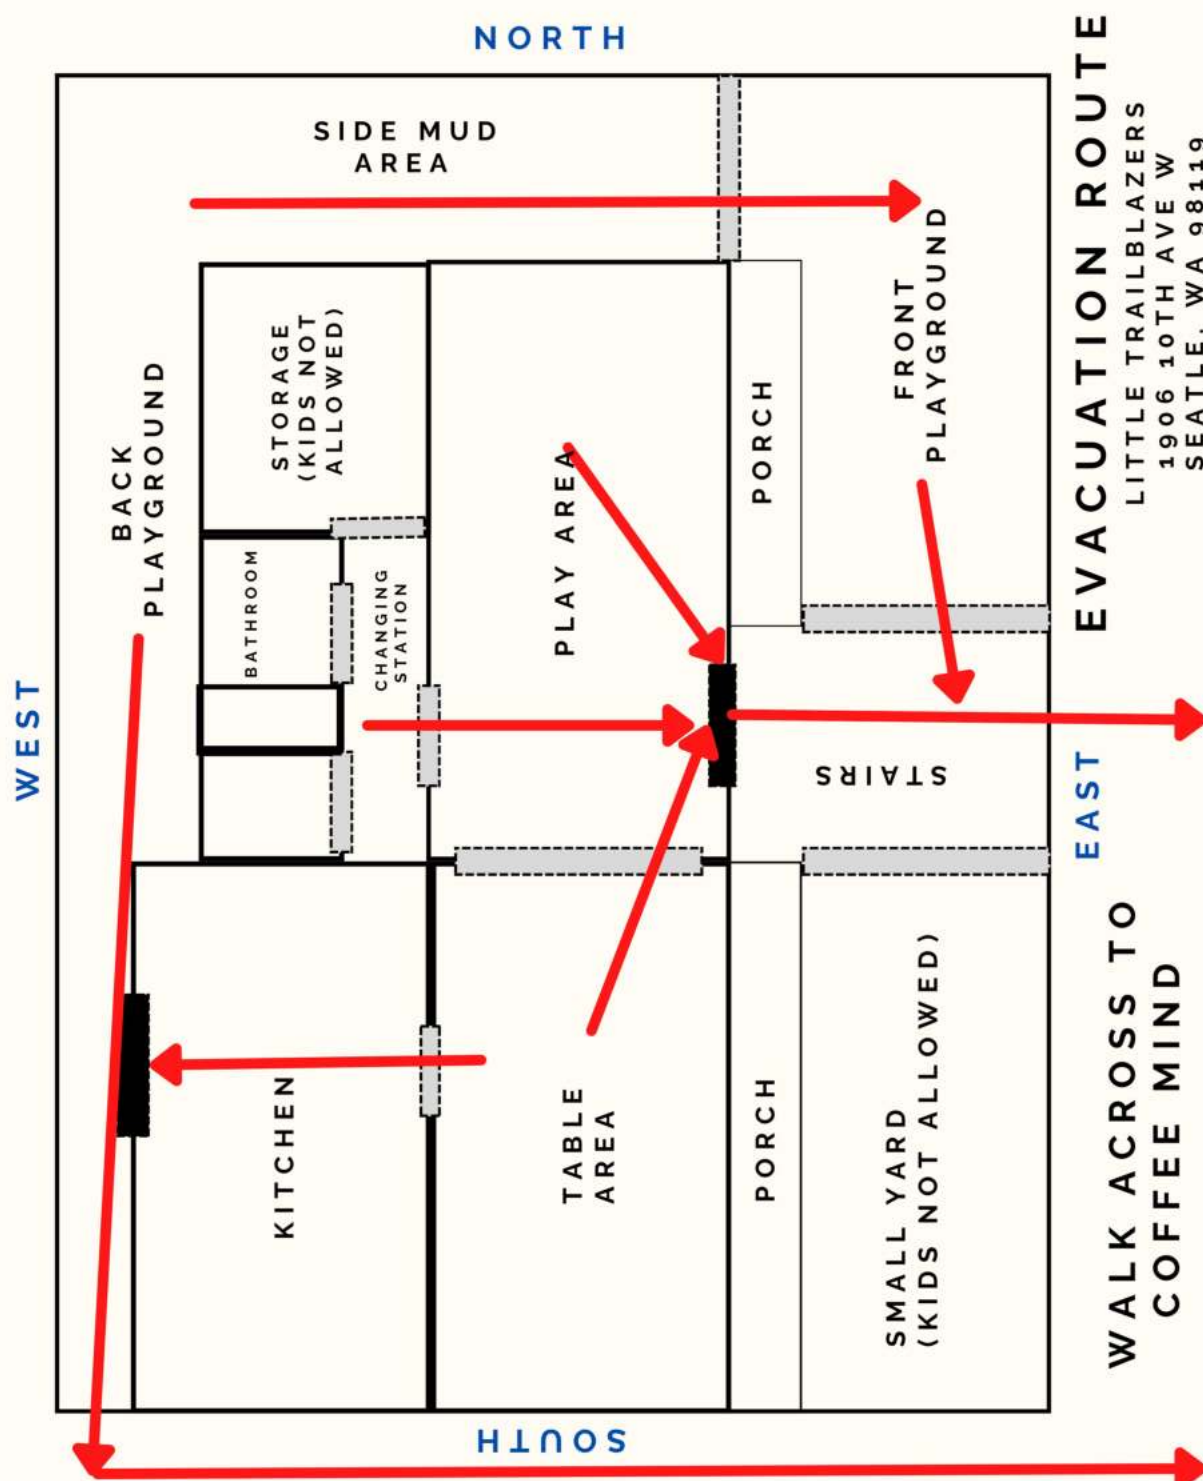 NORTH
SIDE MUD
AREA
EVACUATION ROUTE
LITTLE TRAILBLAZERS
1906 10TH AVE W
SEATLE, WA 98119
BACK
PLAYGROUND
STORAGE
(KIDS NOT
ALLOWED)
BATHROOM
CHANGING
STATION
PLAY AREA
PORCH
FRONT
PLAYGROUND
WEST
STAIRS
EAST
KITCHEN
TABLE
AREA
PORCH
SMALL YARD
(KIDS NOT ALLOWED)
WALK ACROSS TO
COFFEE MIND
SOUTH